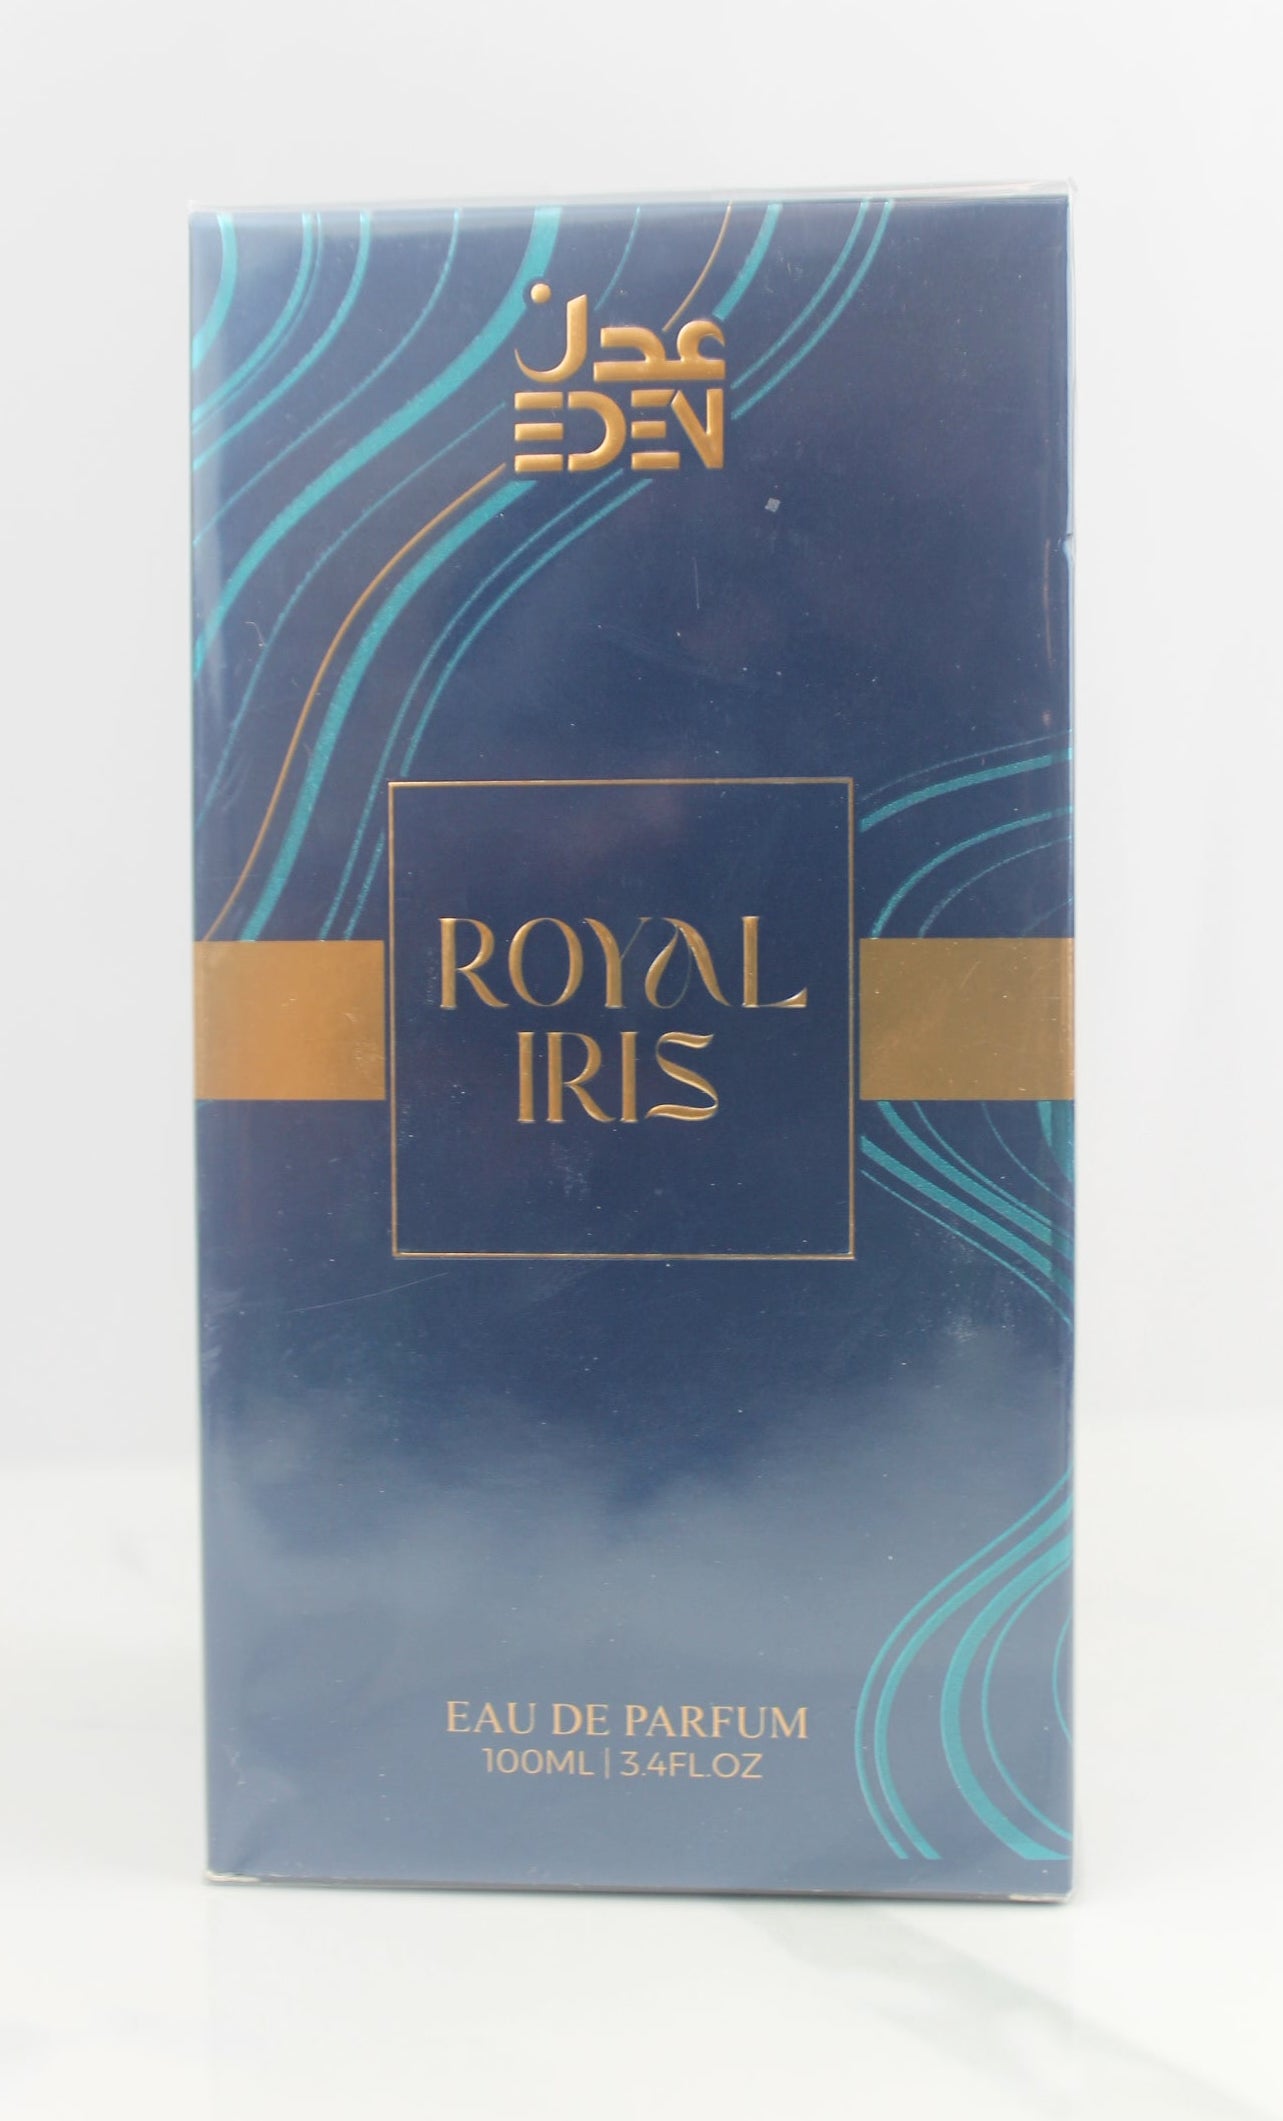 عدن
EDEN
ROYAL
IRIS
EAU DE PARFUM
100ML | 3.4FL.OZ